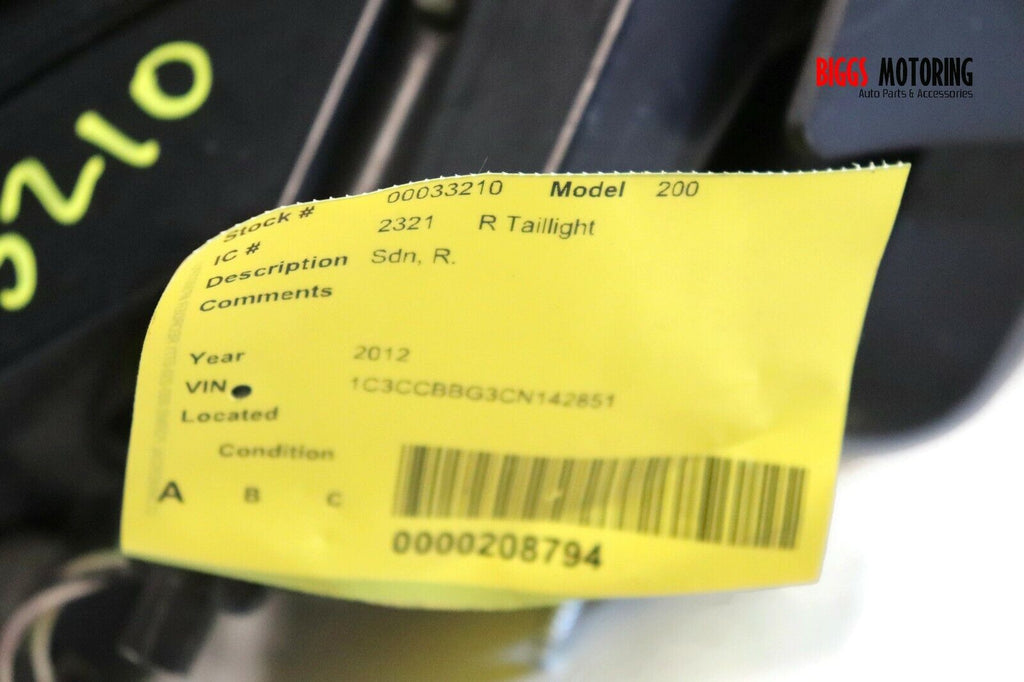 3210
BIGGS MOTORING
Auto Parts & Accessories
Stock # 00033210 Model 200
IC # 2321 R Taillight
Description Sdn, R.
Comments
Year 2012
VIN 1C3CCBBG3CN142851
Located
Condition
A B C
0000208794